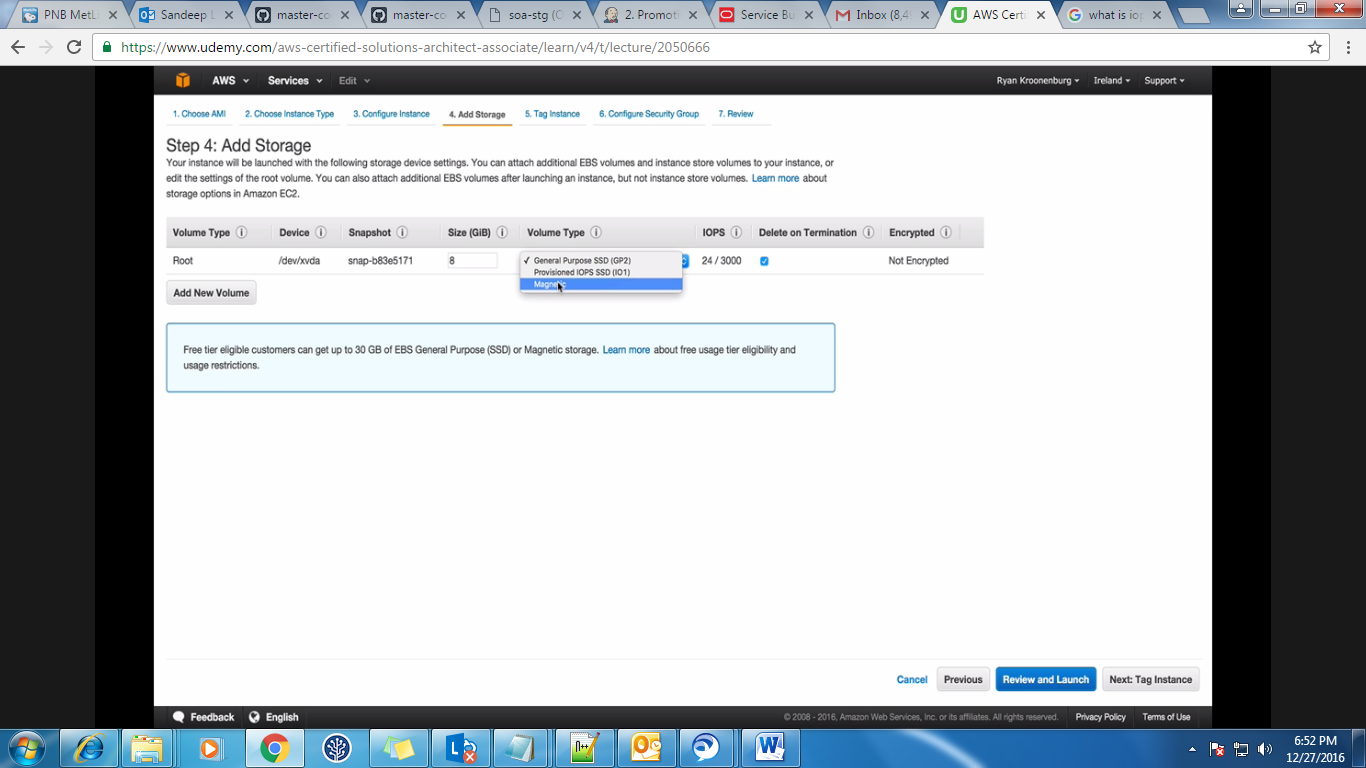 PNB MetL
Sandeep L
master-co
master-co
soa-stg (C
2. Promoti
Service Bu
Inbox (8,4
AWS Certi
what is iop
https://www.udemy.com/aws-certified-solutions-architect-associate/learn/v4/t/lecture/2050666
AWS Services Edit
Ryan Kroonenburg Ireland Support
1. Choose AMI 2. Choose Instance Type 3. Configure Instance 4. Add Storage 5. Tag Instance 6. Configure Security Group 7. Review
Step 4: Add Storage
Your instance will be launched with the following storage device settings. You can attach additional EBS volumes and instance store volumes to your instance, or
edit the settings of the root volume. You can also attach additional EBS volumes after launching an instance, but not instance store volumes. Learn more about
storage options in Amazon EC2.
Volume Type Device Snapshot Size (GiB) Volume Type IOPS Delete on Termination Encrypted
Root /dev/xvda snap-b83e5171 8 General Purpose SSD (GP2) 24 / 3000 Not Encrypted
Provisioned IOPS SSD (IO1)
Magnetic
Add New Volume
Free tier eligible customers can get up to 30 GB of EBS General Purpose (SSD) or Magnetic storage. Learn more about free usage tier eligibility and
usage restrictions.
Cancel Previous Review and Launch Next: Tag Instance
Feedback English
© 2008 - 2016, Amazon Web Services, Inc. or its affiliates. All rights reserved. Privacy Policy Terms of Use
6:52 PM
12/27/2016